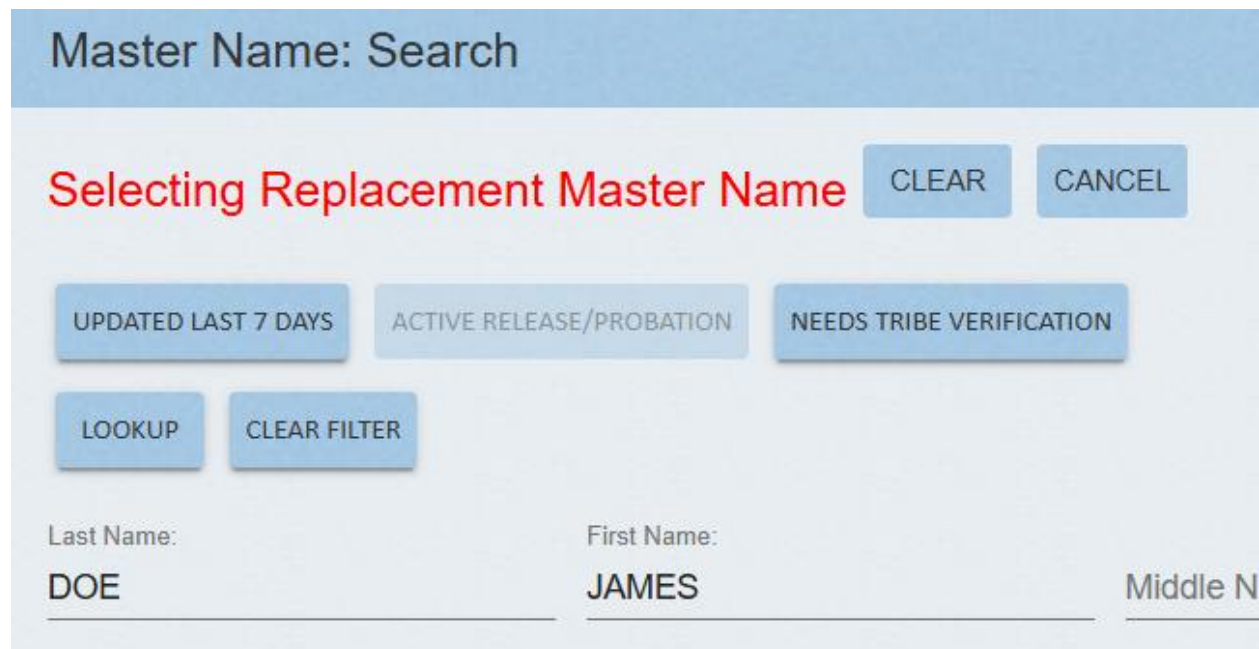 Master Name: Search
Selecting Replacement Master Name CLEAR CANCEL
UPDATED LAST 7 DAYS ACTIVE RELEASE/PROBATION NEEDS TRIBE VERIFICATION
LOOKUP CLEAR FILTER
Last Name: First Name:
DOE JAMES Middle N